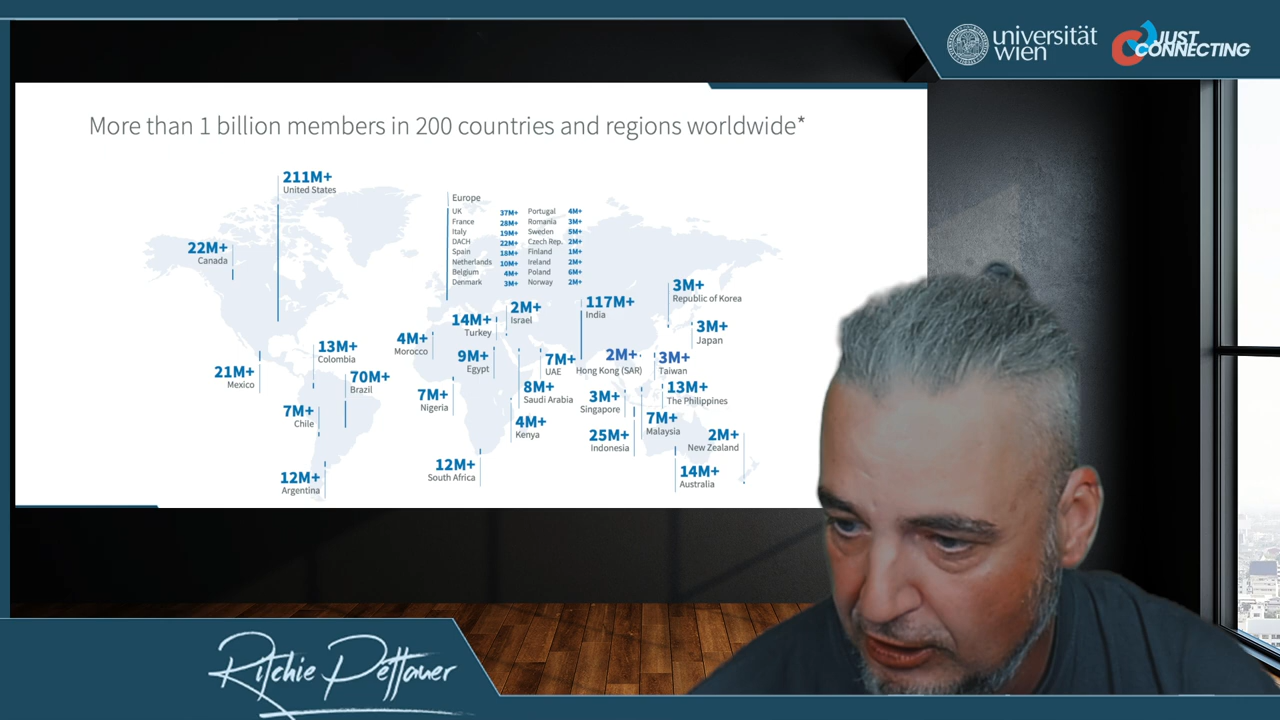 universität
wien
JUST
CONNECTING
More than 1 billion members in 200 countries and regions worldwide*
211M+
United States
22M+
Canada
Europe
UK 37M+ Portugal 4M+
France 28M+ Romania 3M+
Italy 19M+ Sweden 5M+
DACH 22M+ Czech Rep. 2M+
Spain 18M+ Finland 1M+
Netherlands 10M+ Ireland 2M+
Belgium 4M+ Poland 6M+
Denmark 3M+ Norway 2M+
3M+
Republic of Korea
117M+
India
2M+
Israel
14M+
Turkey
3M+
Japan
4M+
Morocco
13M+
Colombia
9M+
Egypt
7M+
UAE
2M+
Hong Kong (SAR)
3M+
Taiwan
21M+
Mexico
70M+
Brazil
7M+
Nigeria
8M+
Saudi Arabia
3M+
Singapore
13M+
The Philippines
7M+
Chile
4M+
Kenya
7M+
Malaysia
25M+
Indonesia
2M+
New Zealand
12M+
South Africa
14M+
Australia
12M+
Argentina
Ritchie Pettauer